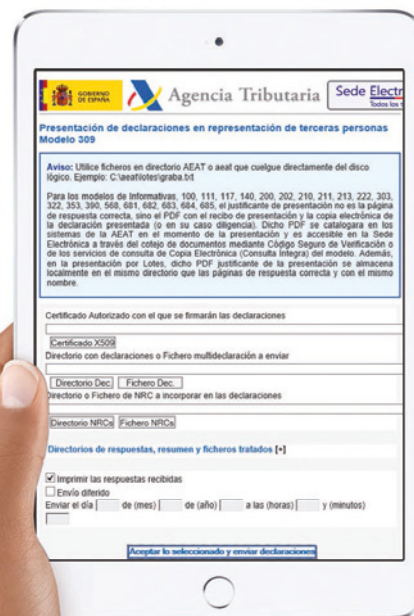 GOBIERNO
DE ESPAÑA
Agencia Tributaria
Sede Electr
Todos los
Presentación de declaraciones en representación de terceras personas
Modelo 309
Aviso: Utilice ficheros en directorio AEAT o aeat que cuelgue directamente del disco
lógico. Ejemplo: C:\aeat\lotes\graba.txt
Para los modelos de Informativas, 100, 111, 117, 140, 200, 202, 210, 211, 213, 222, 303,
322, 353, 390, 568, 681, 682, 683, 684, 685, el justificante de presentación no es la página
de respuesta correcta, sino el PDF con el recibo de presentación y la copia electrónica de
la declaración presentada (o en su caso diligencia). Dicho PDF se catalogara en los
sistemas de la AEAT en el momento de la presentación y es accesible en la Sede
Electrónica a través del cotejo de documentos mediante Código Seguro de Verificación o
de los servicios de consulta de Copia Electrónica (Consulta Íntegra) del modelo. Además,
en la presentación por Lotes, dicho PDF justificante de la presentación se almacena
localmente en el mismo directorio que las páginas de respuesta correcta y con el mismo
nombre.
Certificado Autorizado con el que se firmarán las declaraciones
Certificado X509
Directorio con declaraciones o Fichero multideclaración a enviar
Directorio Dec. Fichero Dec.
Directorio o Fichero de NRC a incorporar en las declaraciones
Directorio NRCs Fichero NRCs
Directorios de respuestas, resumen y ficheros tratados [+]
Imprimir las respuestas recibidas
Envío diferido
Enviar el día de (mes) de (año) a las (horas) y (minutos)
Aceptar lo seleccionado y enviar declaraciones